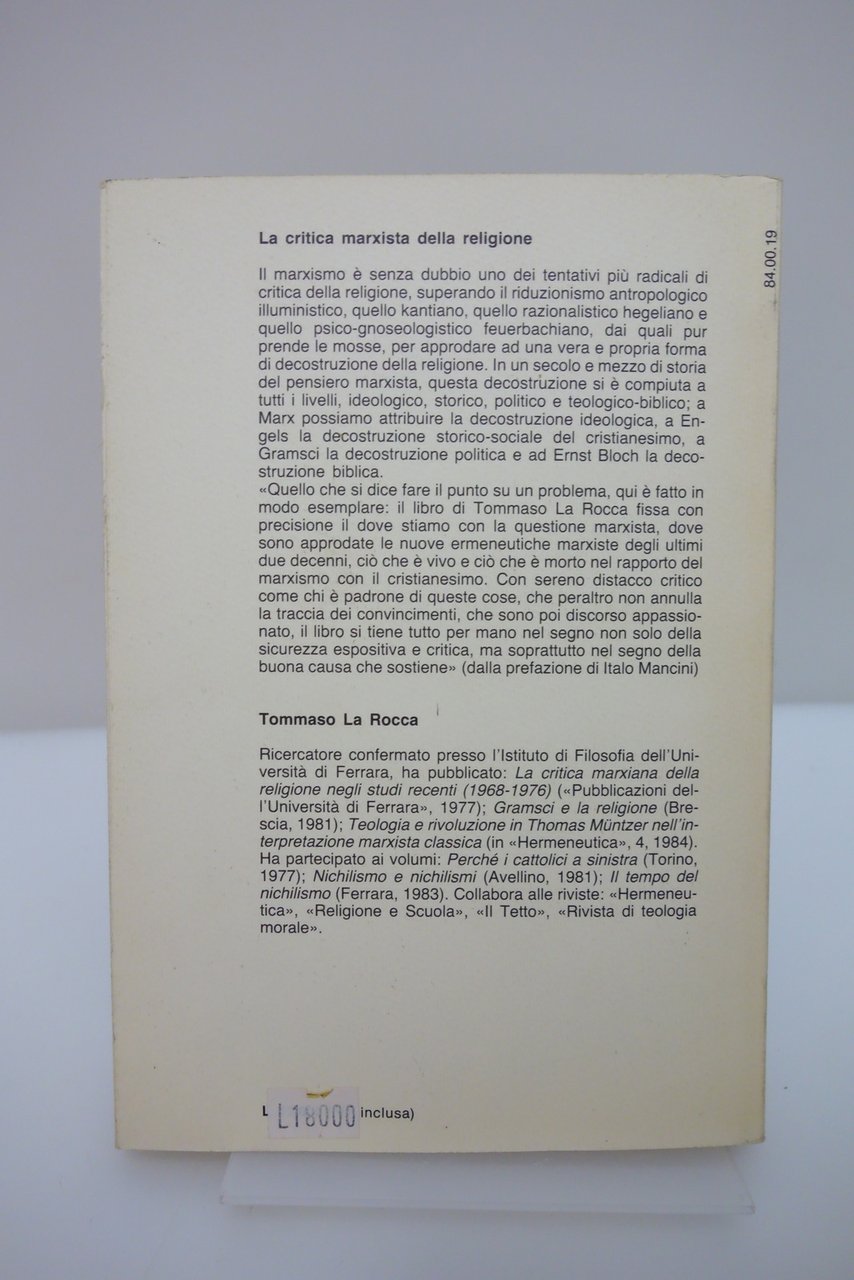 La critica marxista della religione
Il marxismo è senza dubbio uno dei tentativi più radicali di
critica della religione, superando il riduzionismo antropologico
illuministico, quello kantiano, quello razionalistico hegeliano e
quello psico-gnoseologistico feuerbachiano, dai quali pur
prende le mosse, per approdare ad una vera e propria forma
di decostruzione della religione. In un secolo e mezzo di storia
del pensiero marxista, questa decostruzione si è compiuta a
tutti i livelli, ideologico, storico, politico e teologico-biblico; a
Marx possiamo attribuire la decostruzione ideologica, a En-
gels la decostruzione storico-sociale del cristianesimo, a
Gramsci la decostruzione politica e ad Ernst Bloch la deco-
struzione biblica.
«Quello che si dice fare il punto su un problema, qui è fatto in
modo esemplare: il libro di Tommaso La Rocca fissa con
precisione il dove stiamo con la questione marxista, dove
sono approdate le nuove ermeneutiche marxiste degli ultimi
due decenni, ciò che è vivo e ciò che è morto nel rapporto del
marxismo con il cristianesimo. Con sereno distacco critico
come chi è padrone di queste cose, che peraltro non annulla
la traccia dei convincimenti, che sono poi discorso appassio-
nato, il libro si tiene tutto per mano nel segno non solo della
sicurezza espositiva e critica, ma soprattutto nel segno della
buona causa che sostiene» (dalla prefazione di Italo Mancini)
Tommaso La Rocca
Ricercatore confermato presso l'Istituto di Filosofia dell'Uni-
versità di Ferrara, ha pubblicato: La critica marxiana della
religione negli studi recenti (1968-1976) («Pubblicazioni del-
l'Università di Ferrara», 1977); Gramsci e la religione (Bre-
scia, 1981); Teologia e rivoluzione in Thomas Müntzer nell'in-
terpretazione marxista classica (in «Hermeneutica», 4, 1984).
Ha partecipato ai volumi: Perché i cattolici a sinistra (Torino,
1977); Nichilismo e nichilismi (Avellino, 1981); Il tempo del
nichilismo (Ferrara, 1983). Collabora alle riviste: «Hermeneu-
tica», «Religione e Scuola», «Il Tetto», «Rivista di teologia
morale».
L L18000 inclusa)
84.00.19